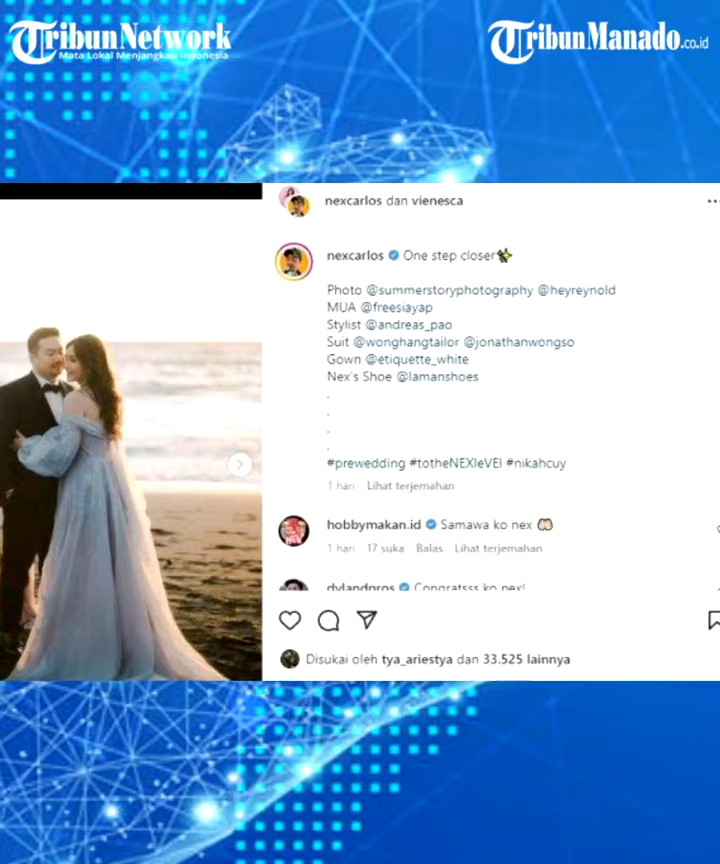 TribunNetwork
Mata Lokal Menjangkau Indonesia
TribunManado.co.id
nexcarlos dan vienesca
nexcarlos One step closer✨
Photo @summerstoryphotography @heyreynold
MUA @freesiayap
Stylist @andreas_pao
Suit @wonghangtailor @jonathanwongso
Gown @etiquette_white
Nex's Shoe @lamanshoes
.
.
.
.
#prewedding #totheNEXleVEl #nikahcuy
1 hari Lihat terjemahan
hobbymakan.id Samawa ko nex
1 hari 17 suka Balas Lihat terjemahan
dylandpros Congratsss ko nex!
Disukai oleh tya_ariestya dan 33.525 lainnya